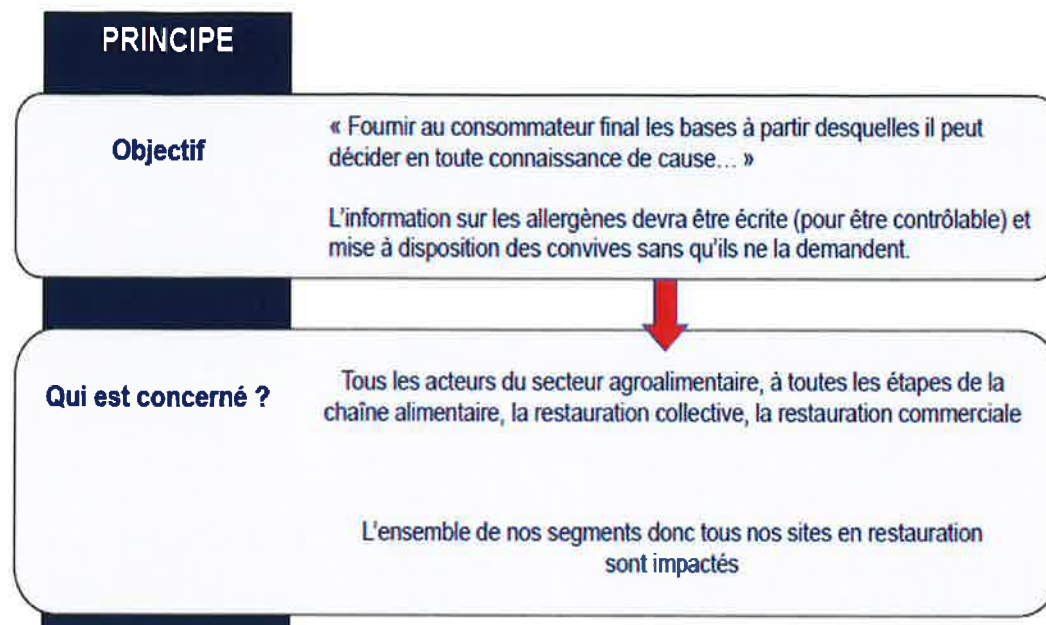 PRINCIPE
Objectif
« Fournir au consommateur final les bases à partir desquelles il peut
décider en toute connaissance de cause… »
L'information sur les allergènes devra être écrite (pour être contrôlable) et
mise à disposition des convives sans qu'ils ne la demandent.
Qui est concerné ?
Tous les acteurs du secteur agroalimentaire, à toutes les étapes de la
chaîne alimentaire, la restauration collective, la restauration commerciale
L'ensemble de nos segments donc tous nos sites en restauration
sont impactés